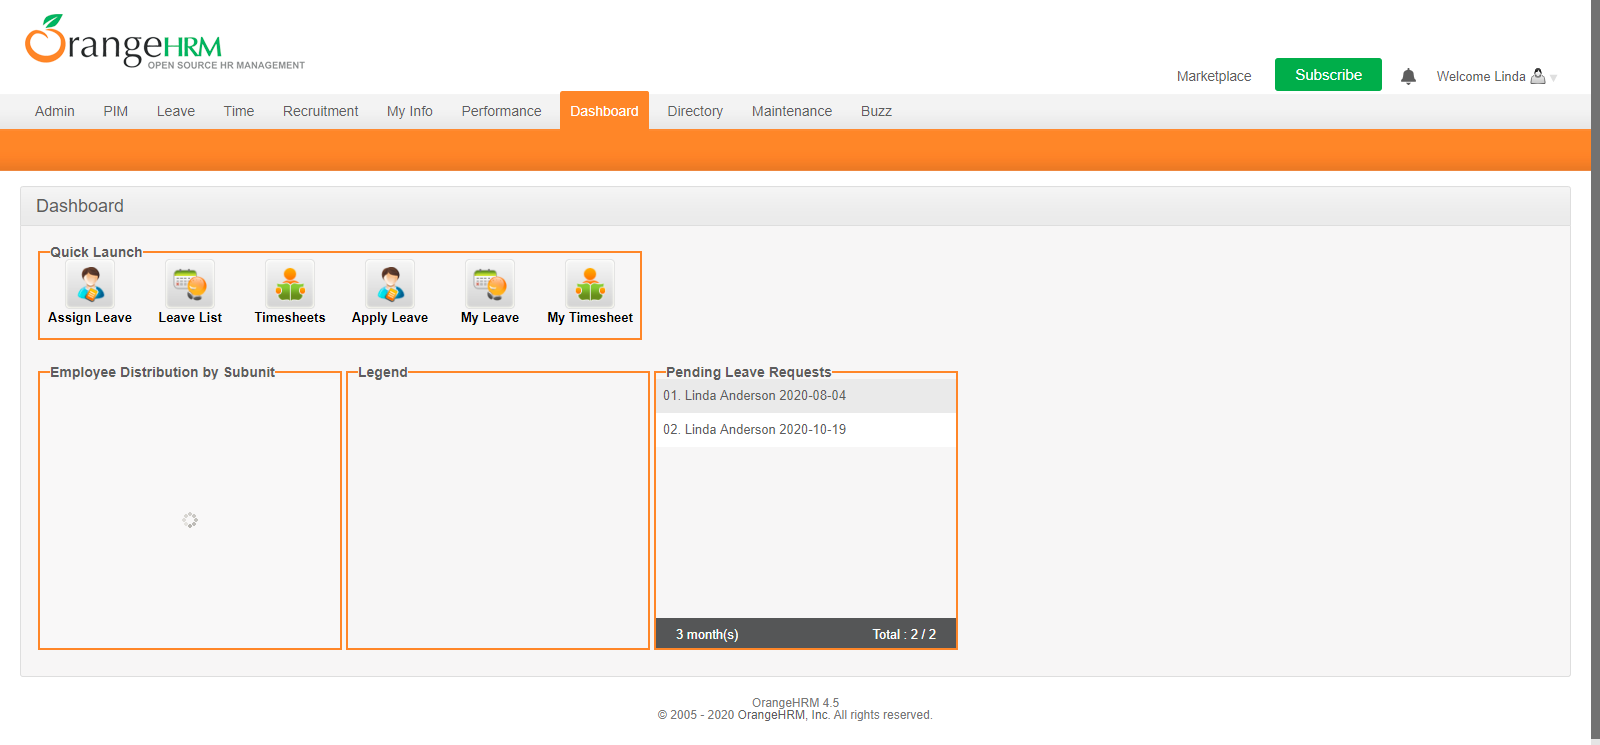 OrangeHRM
OPEN SOURCE HR MANAGEMENT
Marketplace Subscribe Welcome Linda
Admin PIM Leave Time Recruitment My Info Performance Dashboard Directory Maintenance Buzz
Dashboard
Quick Launch
Assign Leave Leave List Timesheets Apply Leave My Leave My Timesheet
Employee Distribution by Subunit Legend Pending Leave Requests
01. Linda Anderson 2020-08-04
02. Linda Anderson 2020-10-19
3 month(s) Total : 2 / 2
OrangeHRM 4.5
© 2005 - 2020 OrangeHRM, Inc. All rights reserved.